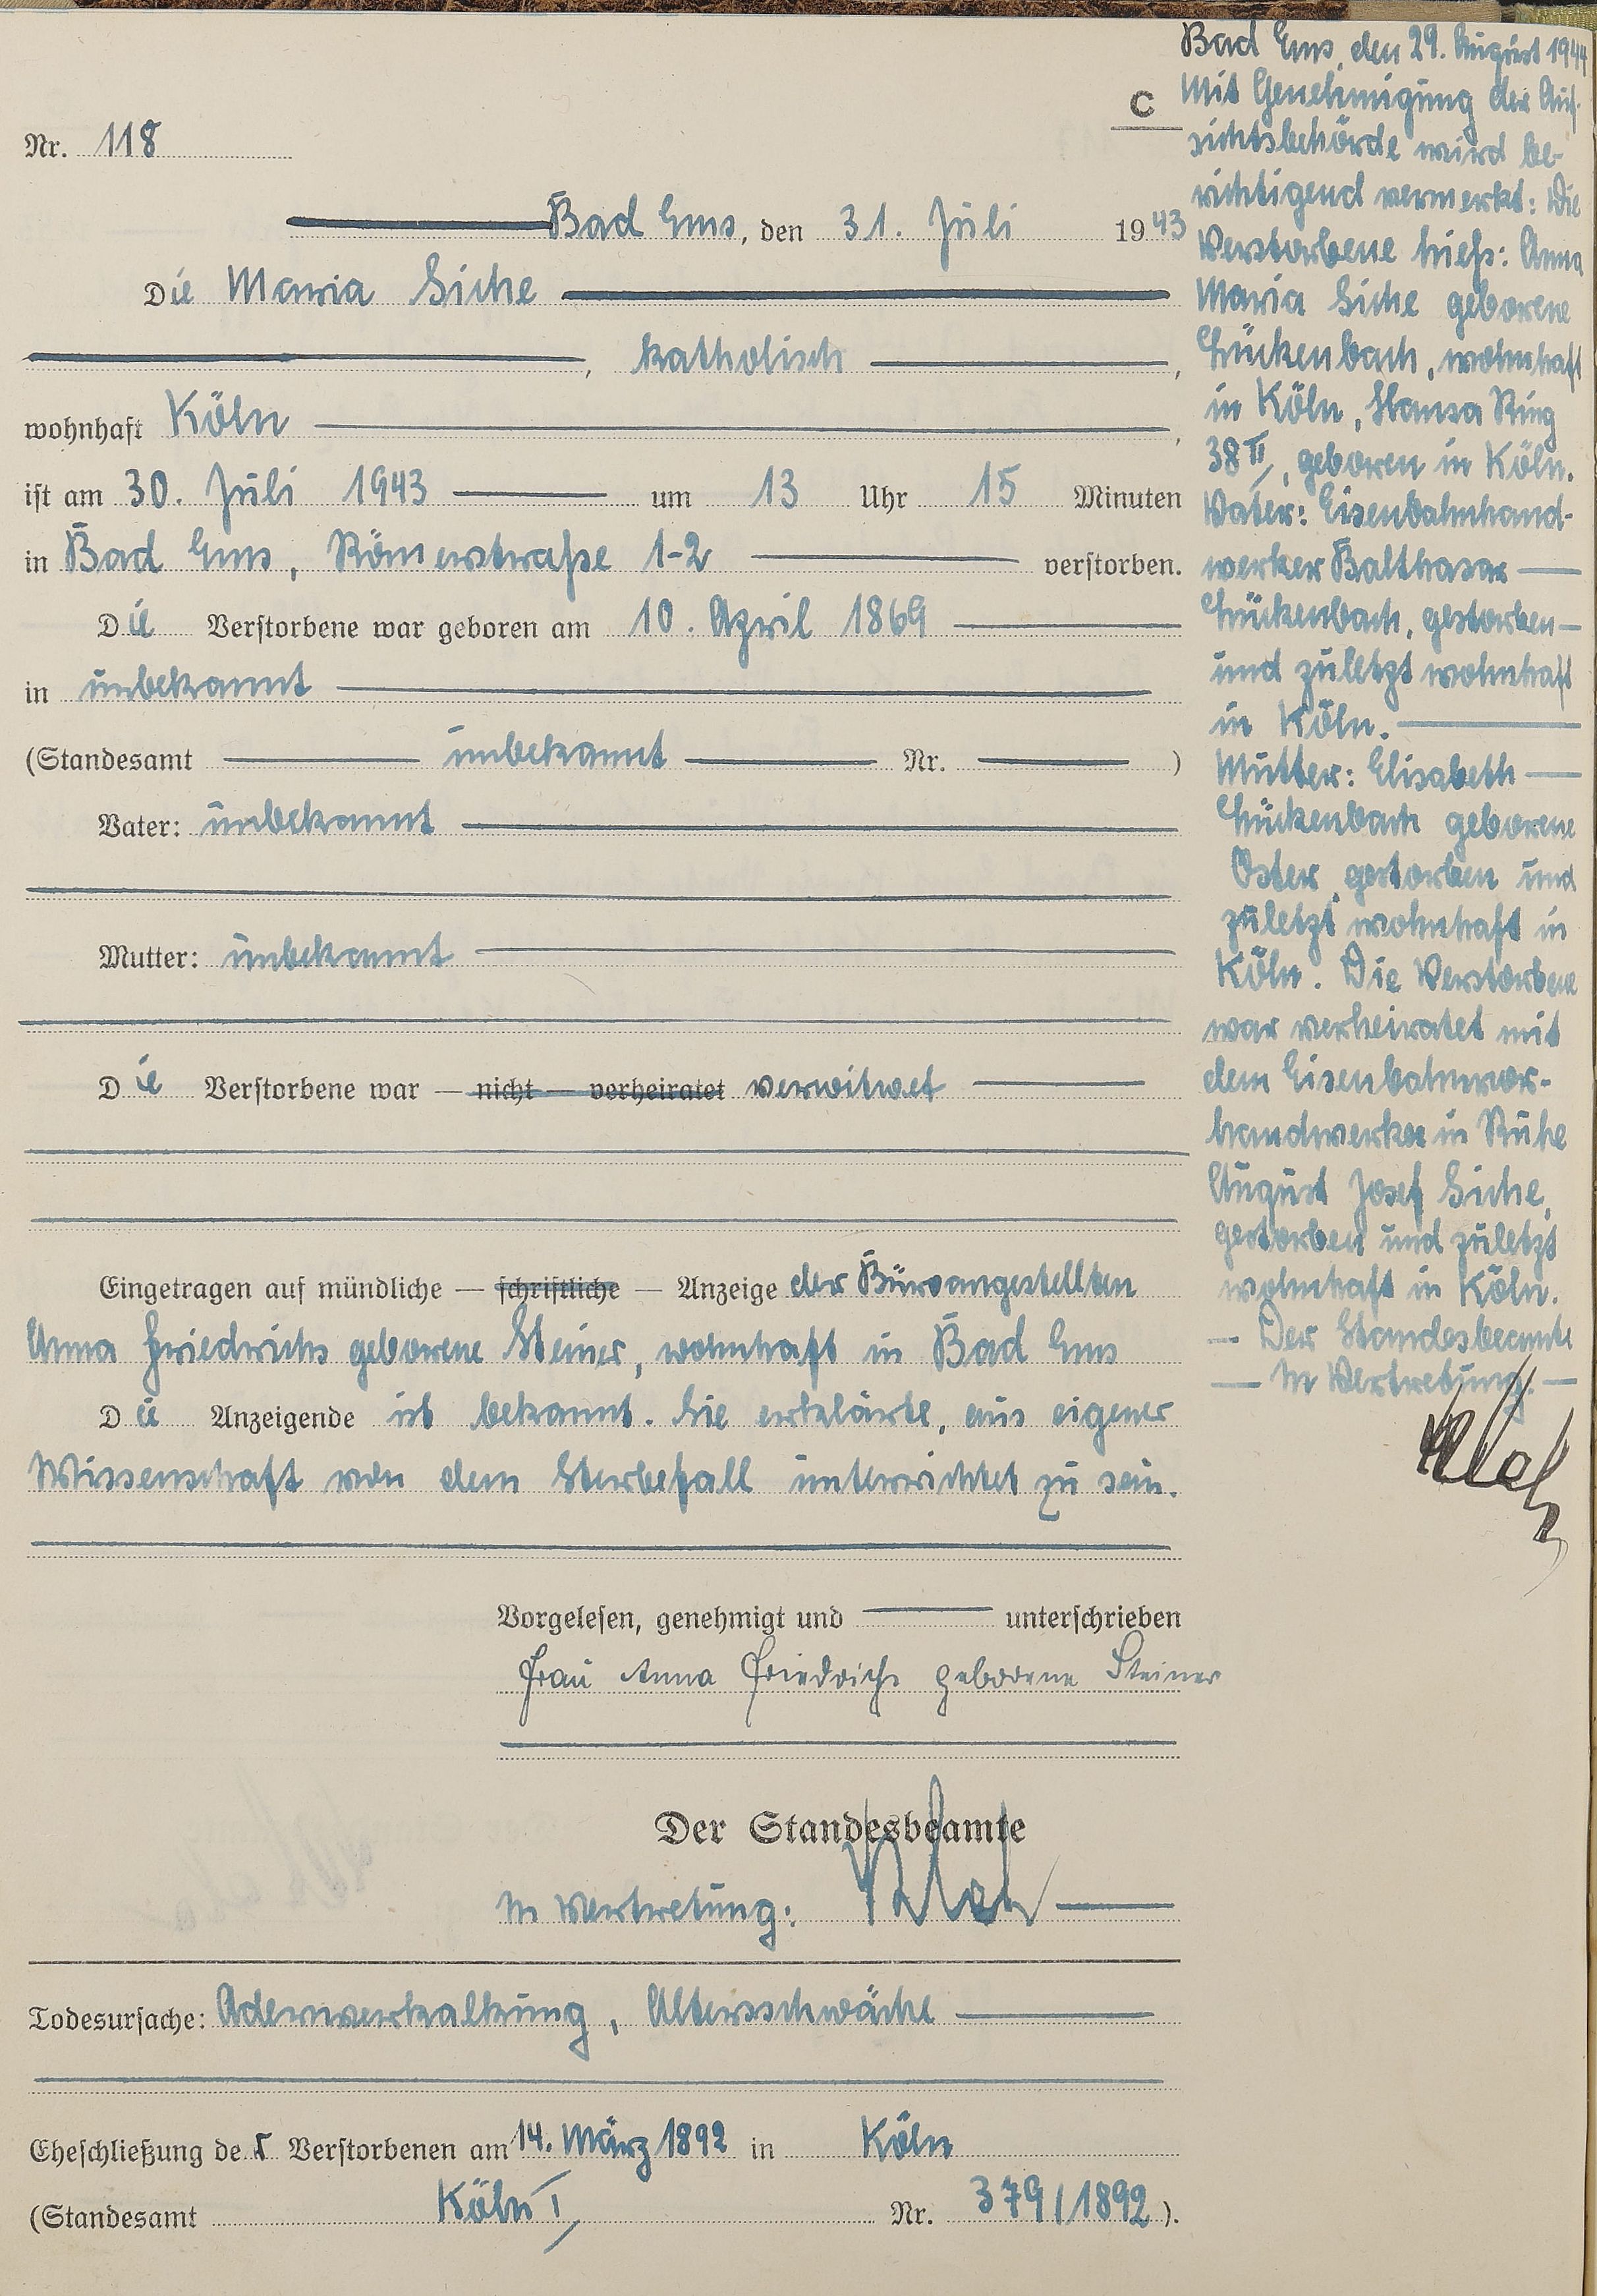 C
Nr. 118
Bad Ems, den 31. Juli 1943
Die Maria Siche
, katholisch ,
wohnhaft Köln ,
ist am 30. Juli 1943 um 13 Uhr 15 Minuten
in Bad Ems, Römerstraße 1-2 verstorben.
Die Verstorbene war geboren am 10. April 1869
in unbekannt
(Standesamt unbekannt Nr. )
Vater: unbekannt
Mutter: unbekannt
Die Verstorbene war — nicht — verheiratet verwitwet
Eingetragen auf mündliche — schriftliche — Anzeige der Büroangestellten
Anna Friedrichs geborene Steiner, wohnhaft in Bad Ems
Die Anzeigende ist bekannt. Sie erklärte, aus eigener
Wissenschaft von dem Sterbefall unterrichtet zu sein.
Vorgelesen, genehmigt und unterschrieben
Frau Anna Friedrichs geborene Steiner
Der Standesbeamte
In Vertretung:
Todesursache: Adernverkalkung, Altersschwäche
Eheschließung der Verstorbenen am 14. März 1892 in Köln
(Standesamt Köln I Nr. 379/1892).
Bad Ems, den 29. August 1944
Mit Genehmigung der Auf-
sichtsbehörde wird be-
richtigend vermerkt: Die
Verstorbene hieß: Anna
Maria Siche geborene
Lückenbach, wohnhaft
in Köln, Hansa Ring
38 II, geboren in Köln.
Vater: Eisenbahnhand-
werker Balthasar
Lückenbach, gestorben
und zuletzt wohnhaft
in Köln.
Mutter: Elisabeth
Lückenbach geborene
Oster, gestorben und
zuletzt wohnhaft in
Köln. Die Verstorbene
war verheiratet mit
dem Eisenbahnvor-
handwerker in Ruhe
August Josef Siche,
gestorben und zuletzt
wohnhaft in Köln.
— Der Standesbeamte
— In Vertretung. —